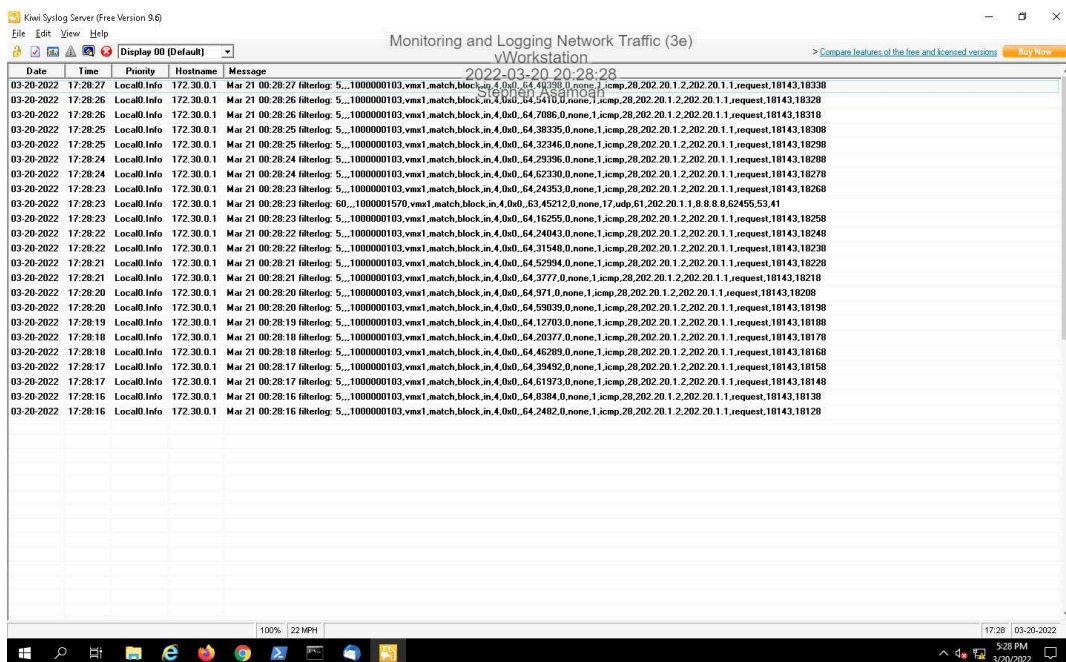 Kiwi Syslog Server (Free Version 9.6)
File Edit View Help
Display 00 (Default)
> Compare features of the free and licensed versions Buy Now
Monitoring and Logging Network Traffic (3e)
vWorkstation
2022-03-20 20:28:28
Stephen Asamoah
Date Time Priority Hostname Message
03-20-2022 17:28:27 Local0.Info 172.30.0.1 Mar 21 00:28:27 filterlog: 5,,,1000000103,vmx1,match,block,in,4,0x0,,64,40398,0,none,1,icmp,28,202.20.1.2,202.20.1.1,request,18143,18338
03-20-2022 17:28:26 Local0.Info 172.30.0.1 Mar 21 00:28:26 filterlog: 5,,,1000000103,vmx1,match,block,in,4,0x0,,64,5410,0,none,1,icmp,28,202.20.1.2,202.20.1.1,request,18143,18328
03-20-2022 17:28:26 Local0.Info 172.30.0.1 Mar 21 00:28:26 filterlog: 5,,,1000000103,vmx1,match,block,in,4,0x0,,64,7086,0,none,1,icmp,28,202.20.1.2,202.20.1.1,request,18143,18318
03-20-2022 17:28:25 Local0.Info 172.30.0.1 Mar 21 00:28:25 filterlog: 5,,,1000000103,vmx1,match,block,in,4,0x0,,64,38335,0,none,1,icmp,28,202.20.1.2,202.20.1.1,request,18143,18308
03-20-2022 17:28:25 Local0.Info 172.30.0.1 Mar 21 00:28:25 filterlog: 5,,,1000000103,vmx1,match,block,in,4,0x0,,64,32346,0,none,1,icmp,28,202.20.1.2,202.20.1.1,request,18143,18298
03-20-2022 17:28:24 Local0.Info 172.30.0.1 Mar 21 00:28:24 filterlog: 5,,,1000000103,vmx1,match,block,in,4,0x0,,64,29396,0,none,1,icmp,28,202.20.1.2,202.20.1.1,request,18143,18288
03-20-2022 17:28:24 Local0.Info 172.30.0.1 Mar 21 00:28:24 filterlog: 5,,,1000000103,vmx1,match,block,in,4,0x0,,64,62330,0,none,1,icmp,28,202.20.1.2,202.20.1.1,request,18143,18278
03-20-2022 17:28:23 Local0.Info 172.30.0.1 Mar 21 00:28:23 filterlog: 5,,,1000000103,vmx1,match,block,in,4,0x0,,64,24353,0,none,1,icmp,28,202.20.1.2,202.20.1.1,request,18143,18268
03-20-2022 17:28:23 Local0.Info 172.30.0.1 Mar 21 00:28:23 filterlog: 60,,,1000001570,vmx1,match,block,in,4,0x0,,63,45212,0,none,17,udp,61,202.20.1.1,8.8.8.8,62455,53,41
03-20-2022 17:28:23 Local0.Info 172.30.0.1 Mar 21 00:28:23 filterlog: 5,,,1000000103,vmx1,match,block,in,4,0x0,,64,16255,0,none,1,icmp,28,202.20.1.2,202.20.1.1,request,18143,18258
03-20-2022 17:28:22 Local0.Info 172.30.0.1 Mar 21 00:28:22 filterlog: 5,,,1000000103,vmx1,match,block,in,4,0x0,,64,24043,0,none,1,icmp,28,202.20.1.2,202.20.1.1,request,18143,18248
03-20-2022 17:28:22 Local0.Info 172.30.0.1 Mar 21 00:28:22 filterlog: 5,,,1000000103,vmx1,match,block,in,4,0x0,,64,31548,0,none,1,icmp,28,202.20.1.2,202.20.1.1,request,18143,18238
03-20-2022 17:28:21 Local0.Info 172.30.0.1 Mar 21 00:28:21 filterlog: 5,,,1000000103,vmx1,match,block,in,4,0x0,,64,52994,0,none,1,icmp,28,202.20.1.2,202.20.1.1,request,18143,18228
03-20-2022 17:28:21 Local0.Info 172.30.0.1 Mar 21 00:28:21 filterlog: 5,,,1000000103,vmx1,match,block,in,4,0x0,,64,3777,0,none,1,icmp,28,202.20.1.2,202.20.1.1,request,18143,18218
03-20-2022 17:28:20 Local0.Info 172.30.0.1 Mar 21 00:28:20 filterlog: 5,,,1000000103,vmx1,match,block,in,4,0x0,,64,971,0,none,1,icmp,28,202.20.1.2,202.20.1.1,request,18143,18208
03-20-2022 17:28:20 Local0.Info 172.30.0.1 Mar 21 00:28:20 filterlog: 5,,,1000000103,vmx1,match,block,in,4,0x0,,64,59039,0,none,1,icmp,28,202.20.1.2,202.20.1.1,request,18143,18198
03-20-2022 17:28:19 Local0.Info 172.30.0.1 Mar 21 00:28:19 filterlog: 5,,,1000000103,vmx1,match,block,in,4,0x0,,64,12703,0,none,1,icmp,28,202.20.1.2,202.20.1.1,request,18143,18188
03-20-2022 17:28:18 Local0.Info 172.30.0.1 Mar 21 00:28:18 filterlog: 5,,,1000000103,vmx1,match,block,in,4,0x0,,64,20377,0,none,1,icmp,28,202.20.1.2,202.20.1.1,request,18143,18178
03-20-2022 17:28:18 Local0.Info 172.30.0.1 Mar 21 00:28:18 filterlog: 5,,,1000000103,vmx1,match,block,in,4,0x0,,64,46289,0,none,1,icmp,28,202.20.1.2,202.20.1.1,request,18143,18168
03-20-2022 17:28:17 Local0.Info 172.30.0.1 Mar 21 00:28:17 filterlog: 5,,,1000000103,vmx1,match,block,in,4,0x0,,64,39492,0,none,1,icmp,28,202.20.1.2,202.20.1.1,request,18143,18158
03-20-2022 17:28:17 Local0.Info 172.30.0.1 Mar 21 00:28:17 filterlog: 5,,,1000000103,vmx1,match,block,in,4,0x0,,64,61973,0,none,1,icmp,28,202.20.1.2,202.20.1.1,request,18143,18148
03-20-2022 17:28:16 Local0.Info 172.30.0.1 Mar 21 00:28:16 filterlog: 5,,,1000000103,vmx1,match,block,in,4,0x0,,64,8384,0,none,1,icmp,28,202.20.1.2,202.20.1.1,request,18143,18138
03-20-2022 17:28:16 Local0.Info 172.30.0.1 Mar 21 00:28:16 filterlog: 5,,,1000000103,vmx1,match,block,in,4,0x0,,64,2482,0,none,1,icmp,28,202.20.1.2,202.20.1.1,request,18143,18128
100% 22 MPH 17:28 03-20-2022
5:28 PM
3/20/2022